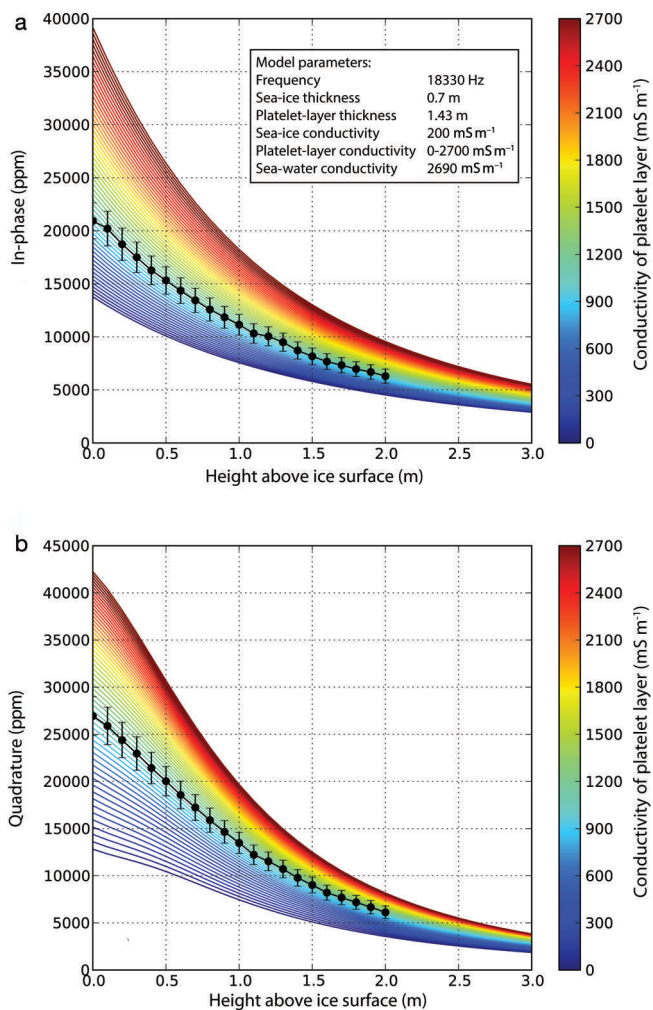 a
40000
35000
30000
25000
20000
15000
10000
5000
0
In-phase (ppm)
Model parameters:
Frequency 18330 Hz
Sea-ice thickness 0.7 m
Platelet-layer thickness 1.43 m
Sea-ice conductivity 200 mS m⁻¹
Platelet-layer conductivity 0-2700 mS m⁻¹
Sea-water conductivity 2690 mS m⁻¹
0.0 0.5 1.0 1.5 2.0 2.5 3.0
Height above ice surface (m)
2700
2400
2100
1800
1500
1200
900
600
300
0
Conductivity of platelet layer (mS m⁻¹)
b
45000
40000
35000
30000
25000
20000
15000
10000
5000
0
Quadrature (ppm)
0.0 0.5 1.0 1.5 2.0 2.5 3.0
Height above ice surface (m)
2700
2400
2100
1800
1500
1200
900
600
300
0
Conductivity of platelet layer (mS m⁻¹)